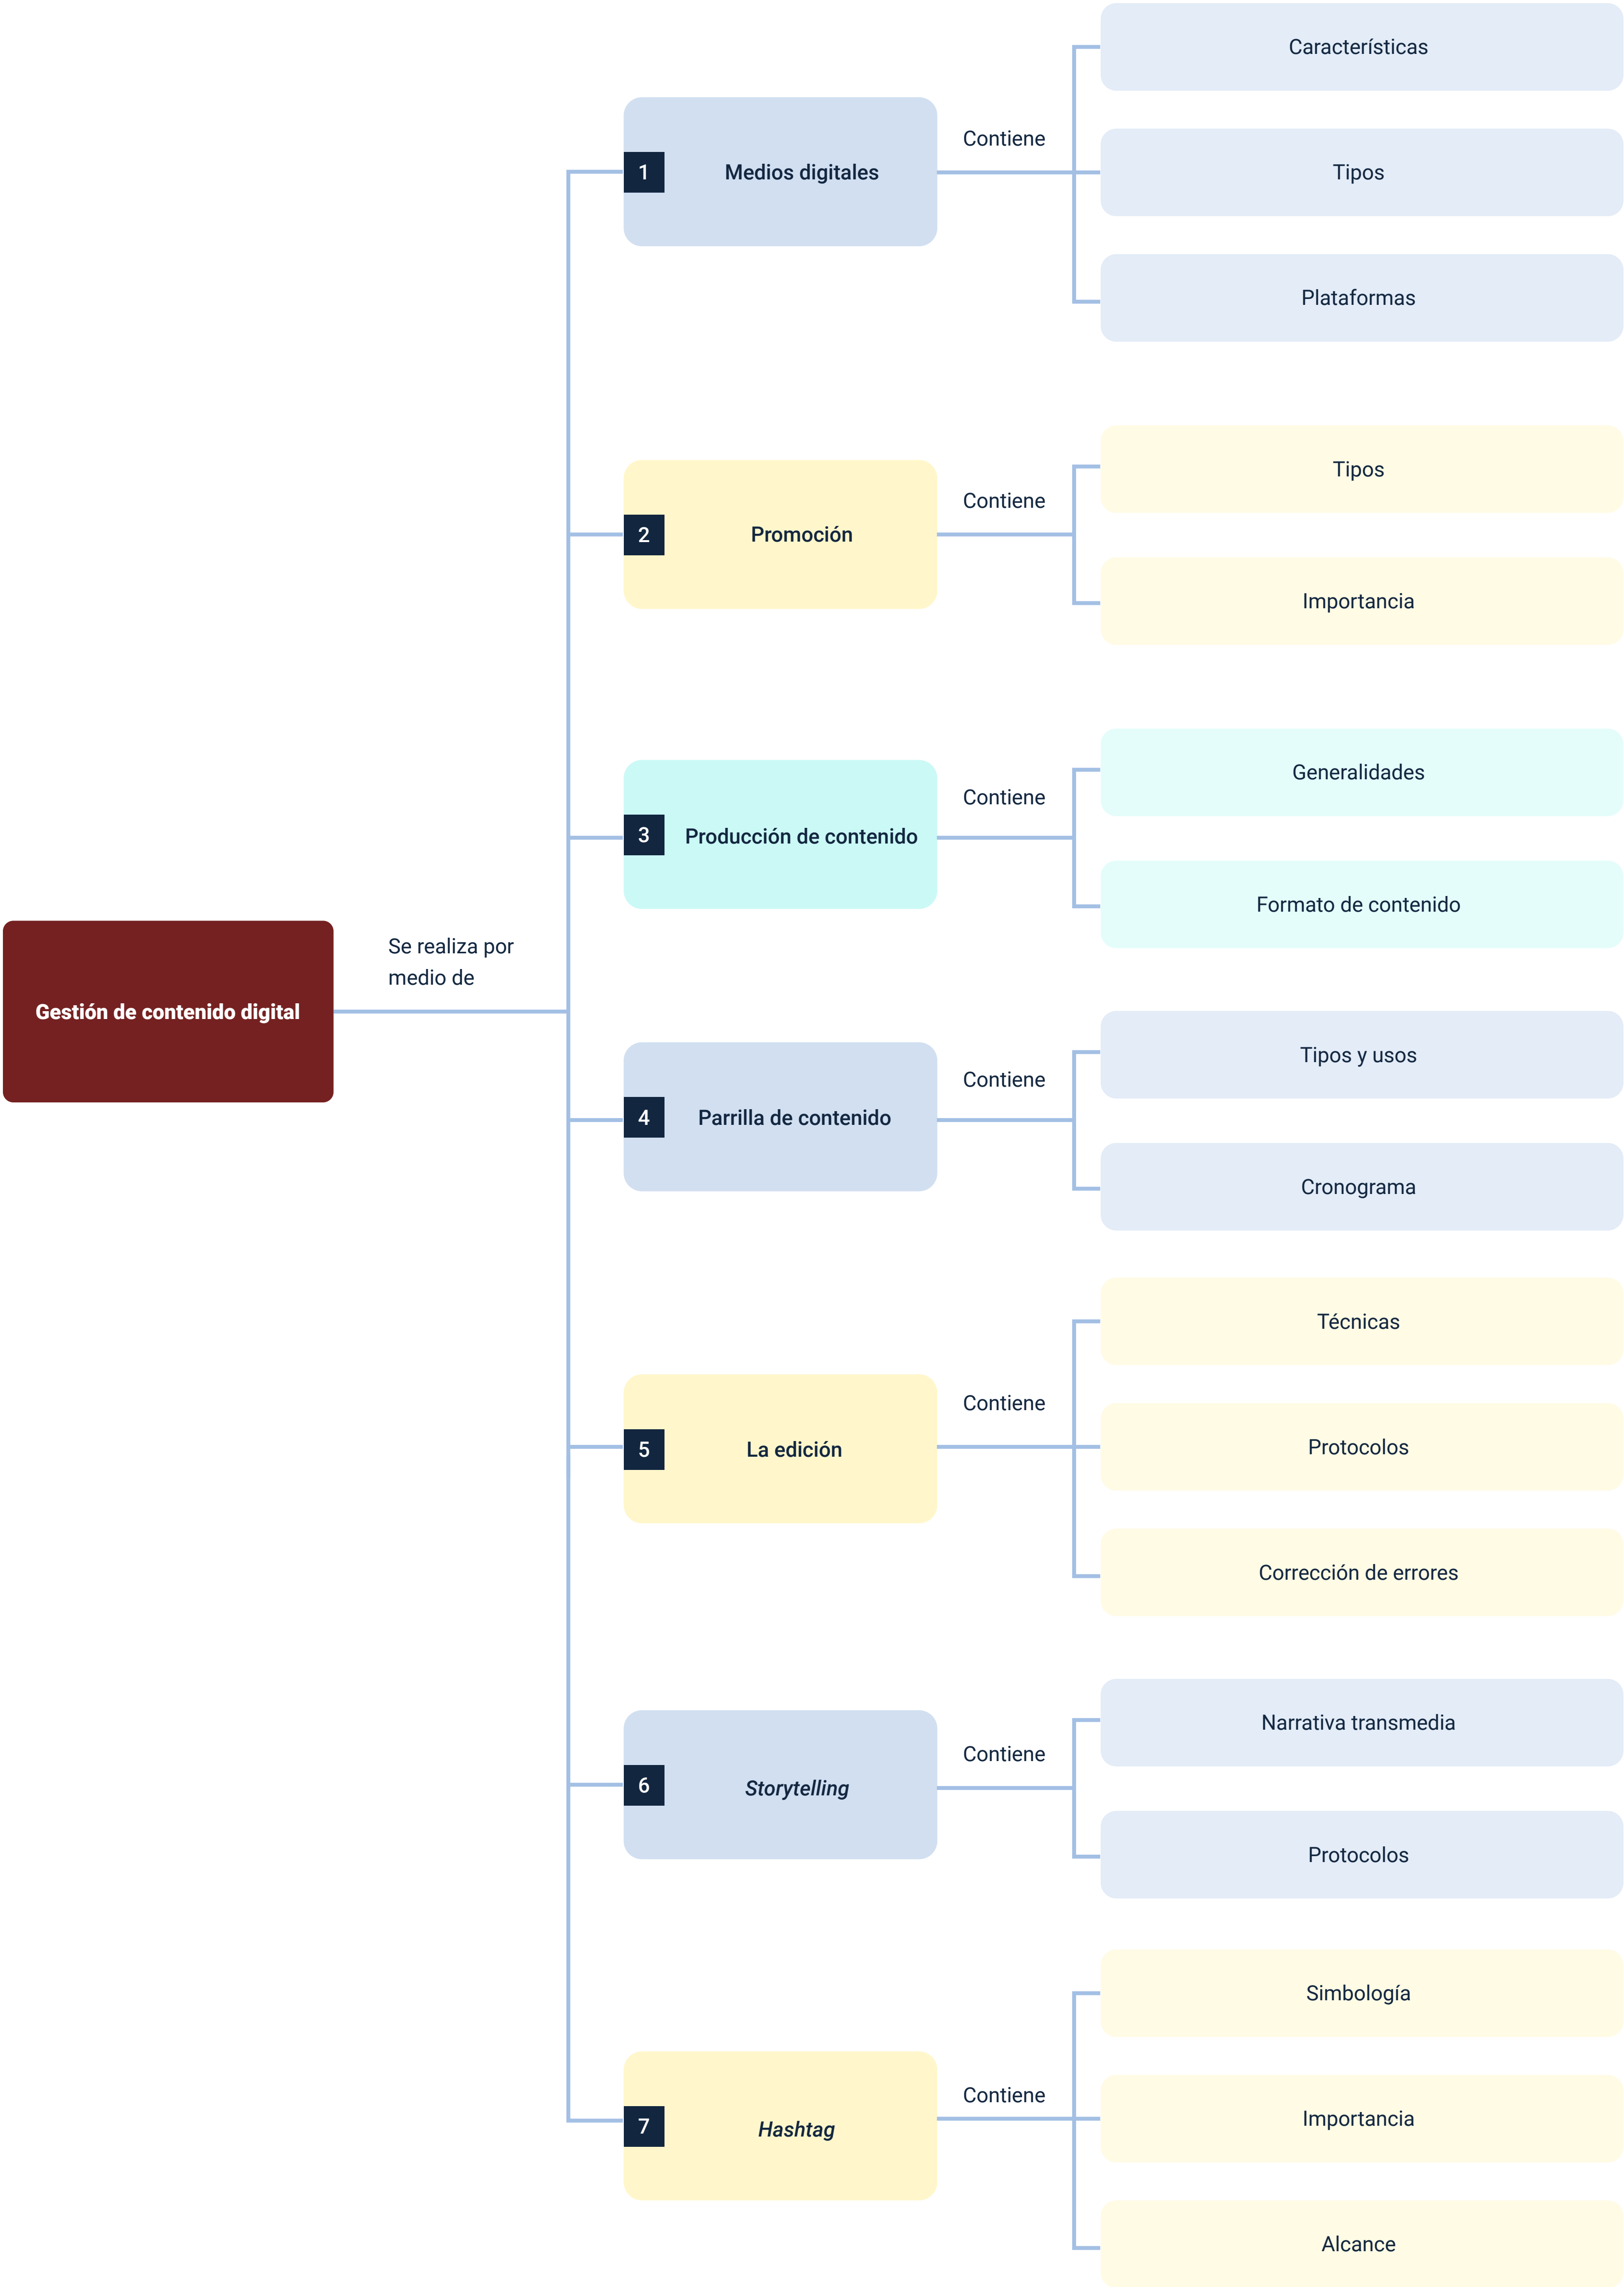 Gestión de contenido digital
Se realiza por
medio de
1
Medios digitales
Contiene
Características
Tipos
Plataformas
2
Promoción
Contiene
Tipos
Importancia
3
Producción de contenido
Contiene
Generalidades
Formato de contenido
4
Parrilla de contenido
Contiene
Tipos y usos
Cronograma
5
La edición
Contiene
Técnicas
Protocolos
Corrección de errores
6
Storytelling
Contiene
Narrativa transmedia
Protocolos
7
Hashtag
Contiene
Simbología
Importancia
Alcance